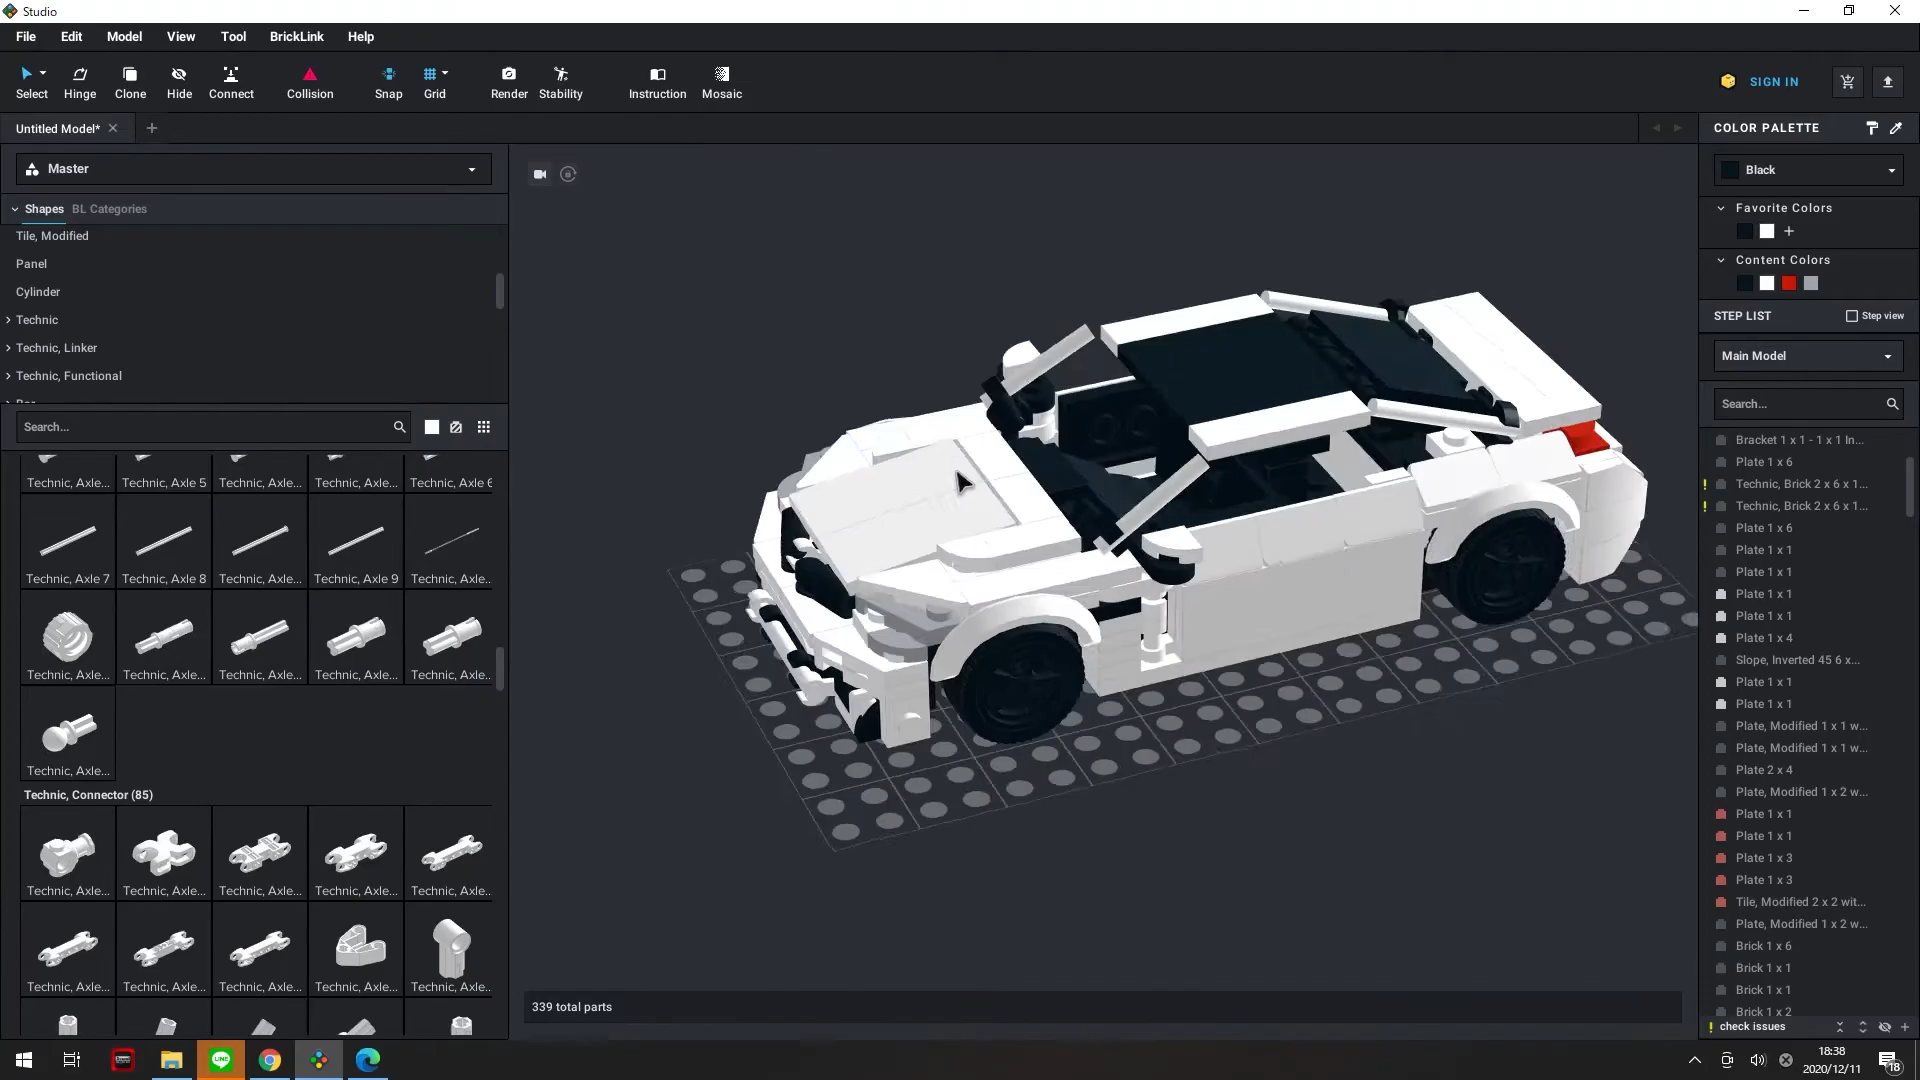 Studio
File Edit Model View Tool BrickLink Help
Select Hinge Clone Hide Connect Collision Snap Grid Render Stability Instruction Mosaic
SIGN IN
Untitled Model*
Master
Shapes BL Categories
Tile, Modified
Panel
Cylinder
Technic
Technic, Linker
Technic, Functional
Search...
Technic, Axle... Technic, Axle 5 Technic, Axle... Technic, Axle... Technic, Axle 6
Technic, Axle 7 Technic, Axle 8 Technic, Axle... Technic, Axle 9 Technic, Axle...
Technic, Axle... Technic, Axle... Technic, Axle... Technic, Axle... Technic, Axle...
Technic, Axle...
Technic, Connector (85)
Technic, Axle... Technic, Axle... Technic, Axle... Technic, Axle... Technic, Axle...
Technic, Axle... Technic, Axle... Technic, Axle... Technic, Axle... Technic, Axle...
339 total parts
COLOR PALETTE
Black
Favorite Colors
+
Content Colors
STEP LIST Step view
Main Model
Search...
Bracket 1 x 1 - 1 x 1 In...
Plate 1 x 6
! Technic, Brick 2 x 6 x 1...
! Technic, Brick 2 x 6 x 1...
Plate 1 x 6
Plate 1 x 1
Plate 1 x 1
Plate 1 x 1
Plate 1 x 1
Plate 1 x 4
Slope, Inverted 45 6 x...
Plate 1 x 1
Plate 1 x 1
Plate, Modified 1 x 1 w...
Plate, Modified 1 x 1 w...
Plate 2 x 4
Plate, Modified 1 x 2 w...
Plate 1 x 1
Plate 1 x 1
Plate 1 x 3
Plate 1 x 3
Tile, Modified 2 x 2 wit...
Plate, Modified 1 x 2 w...
Brick 1 x 6
Brick 1 x 1
Brick 1 x 1
Brick 1 x 2
! check issues
LINE
18:38
2020/12/11
18